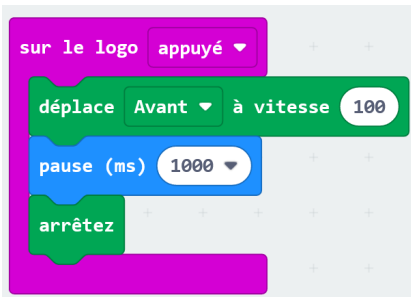 sur le logo appuyé
déplace Avant à vitesse 100
pause (ms) 1000
arrêtez